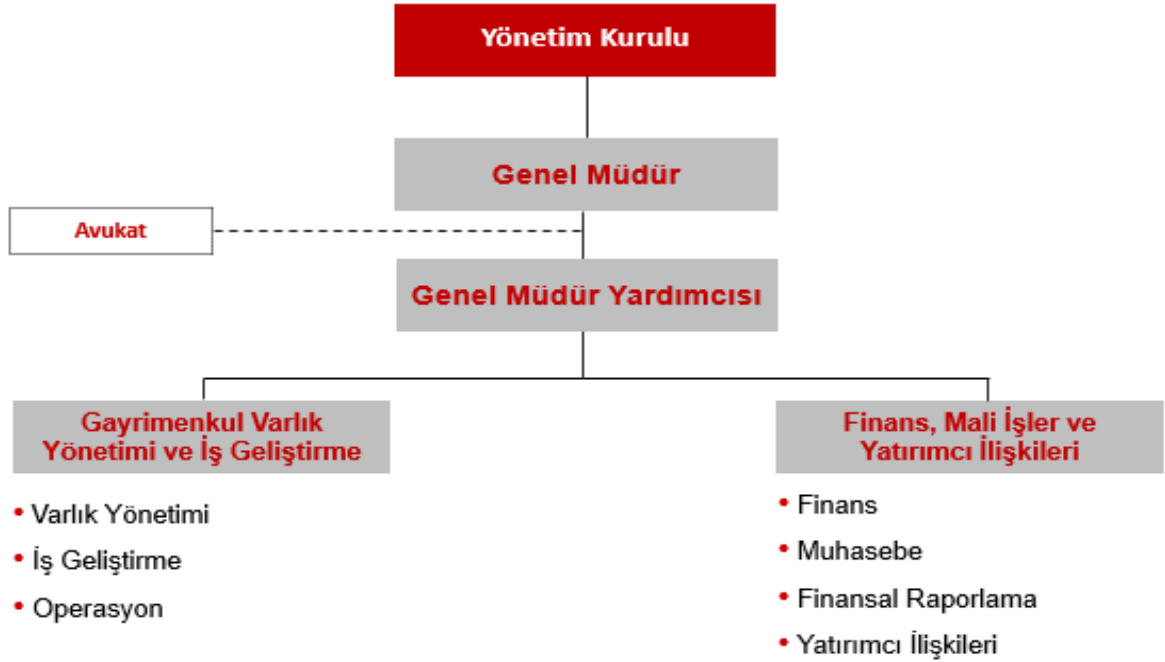 Yönetim Kurulu
Genel Müdür
Avukat
Genel Müdür Yardımcısı
Gayrimenkul Varlık
Yönetimi ve İş Geliştirme
• Varlık Yönetimi
• İş Geliştirme
• Operasyon
Finans, Mali İşler ve
Yatırımcı İlişkileri
• Finans
• Muhasebe
• Finansal Raporlama
• Yatırımcı İlişkileri